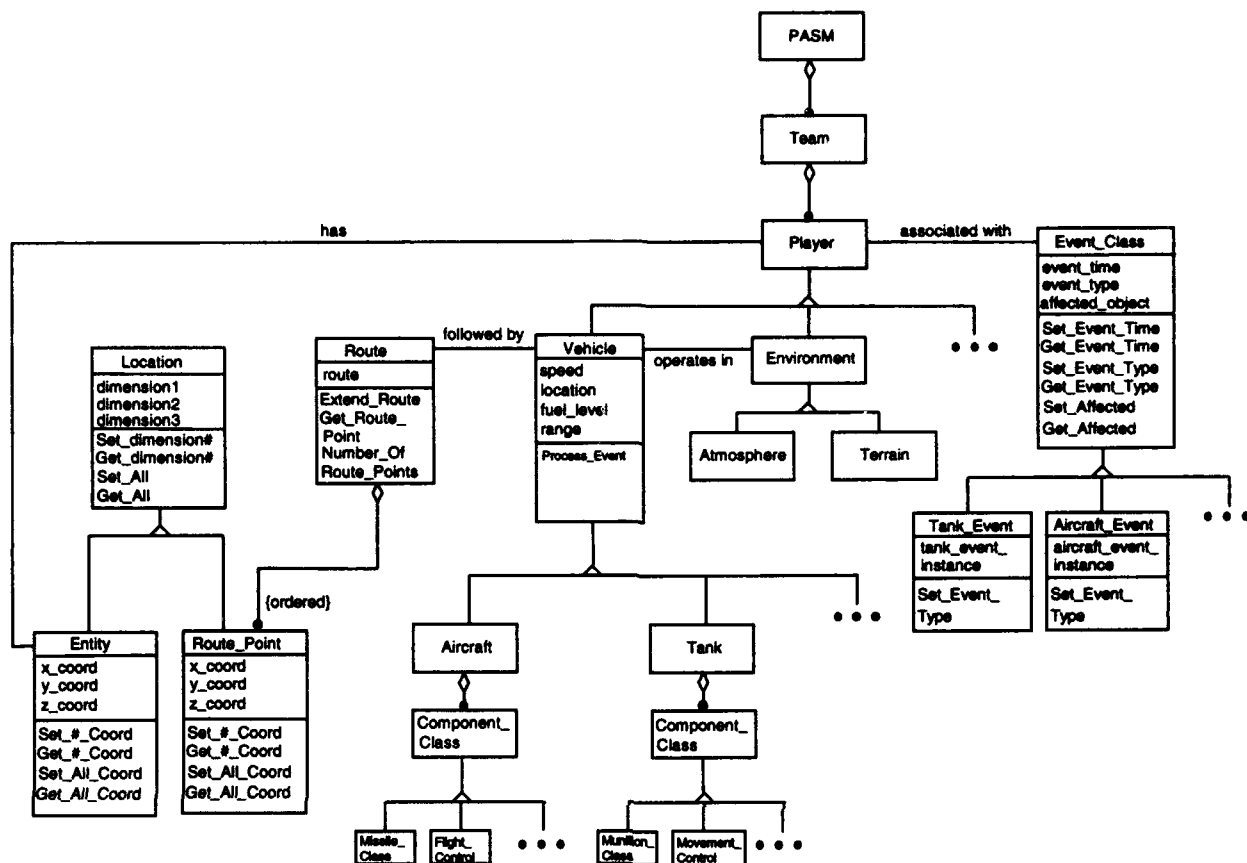 PASM
Team
has
Player
associated with
Event_Class
event_time
event_type
affected_object
Set_Event_Time
Get_Event_Time
Set_Event_Type
Get_Event_Type
Set_Affected
Get_Affected
Location
dimension1
dimension2
dimension3
Set_dimension#
Get_dimension#
Set_All
Get_All
Route
route
Extend_Route
Get_Route_
Point
Number_Of
Route_Points
followed by
Vehicle
speed
location
fuel_level
range
Process_Event
operates in
Environment
Atmosphere
Terrain
Tank_Event
tank_event_
instance
Set_Event_
Type
Aircraft_Event
aircraft_event_
instance
Set_Event_
Type
{ordered}
Entity
x_coord
y_coord
z_coord
Set_#_Coord
Get_#_Coord
Set_All_Coord
Get_All_Coord
Route_Point
x_coord
y_coord
z_coord
Set_#_Coord
Get_#_Coord
Set_All_Coord
Get_All_Coord
Aircraft
Tank
Component_
Class
Component_
Class
Missile_
Class
Flight_
Control
Munition_
Class
Movement_
Control